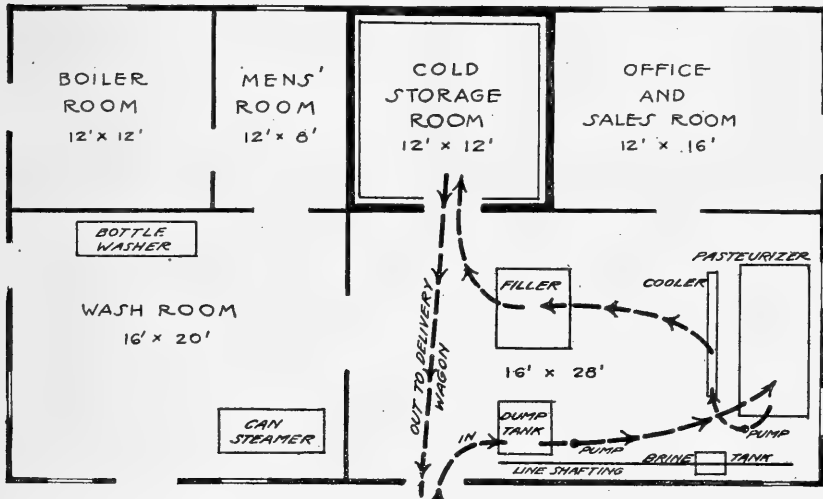 BOILER
ROOM
12' x 12'
MENS'
ROOM
12' x 8'
COLD
STORAGE
ROOM
12' x 12'
OFFICE
AND
SALES ROOM
12' x .16'
BOTTLE
WASHER
WASH ROOM
16' x 20'
CAN
STEAMER
OUT TO DELIVERY
WAGON
FILLER
COOLER
PASTEURIZER
16' x 28'
DUMP
TANK
IN
PUMP
PUMP
LINE SHAFTING
BRINE TANK